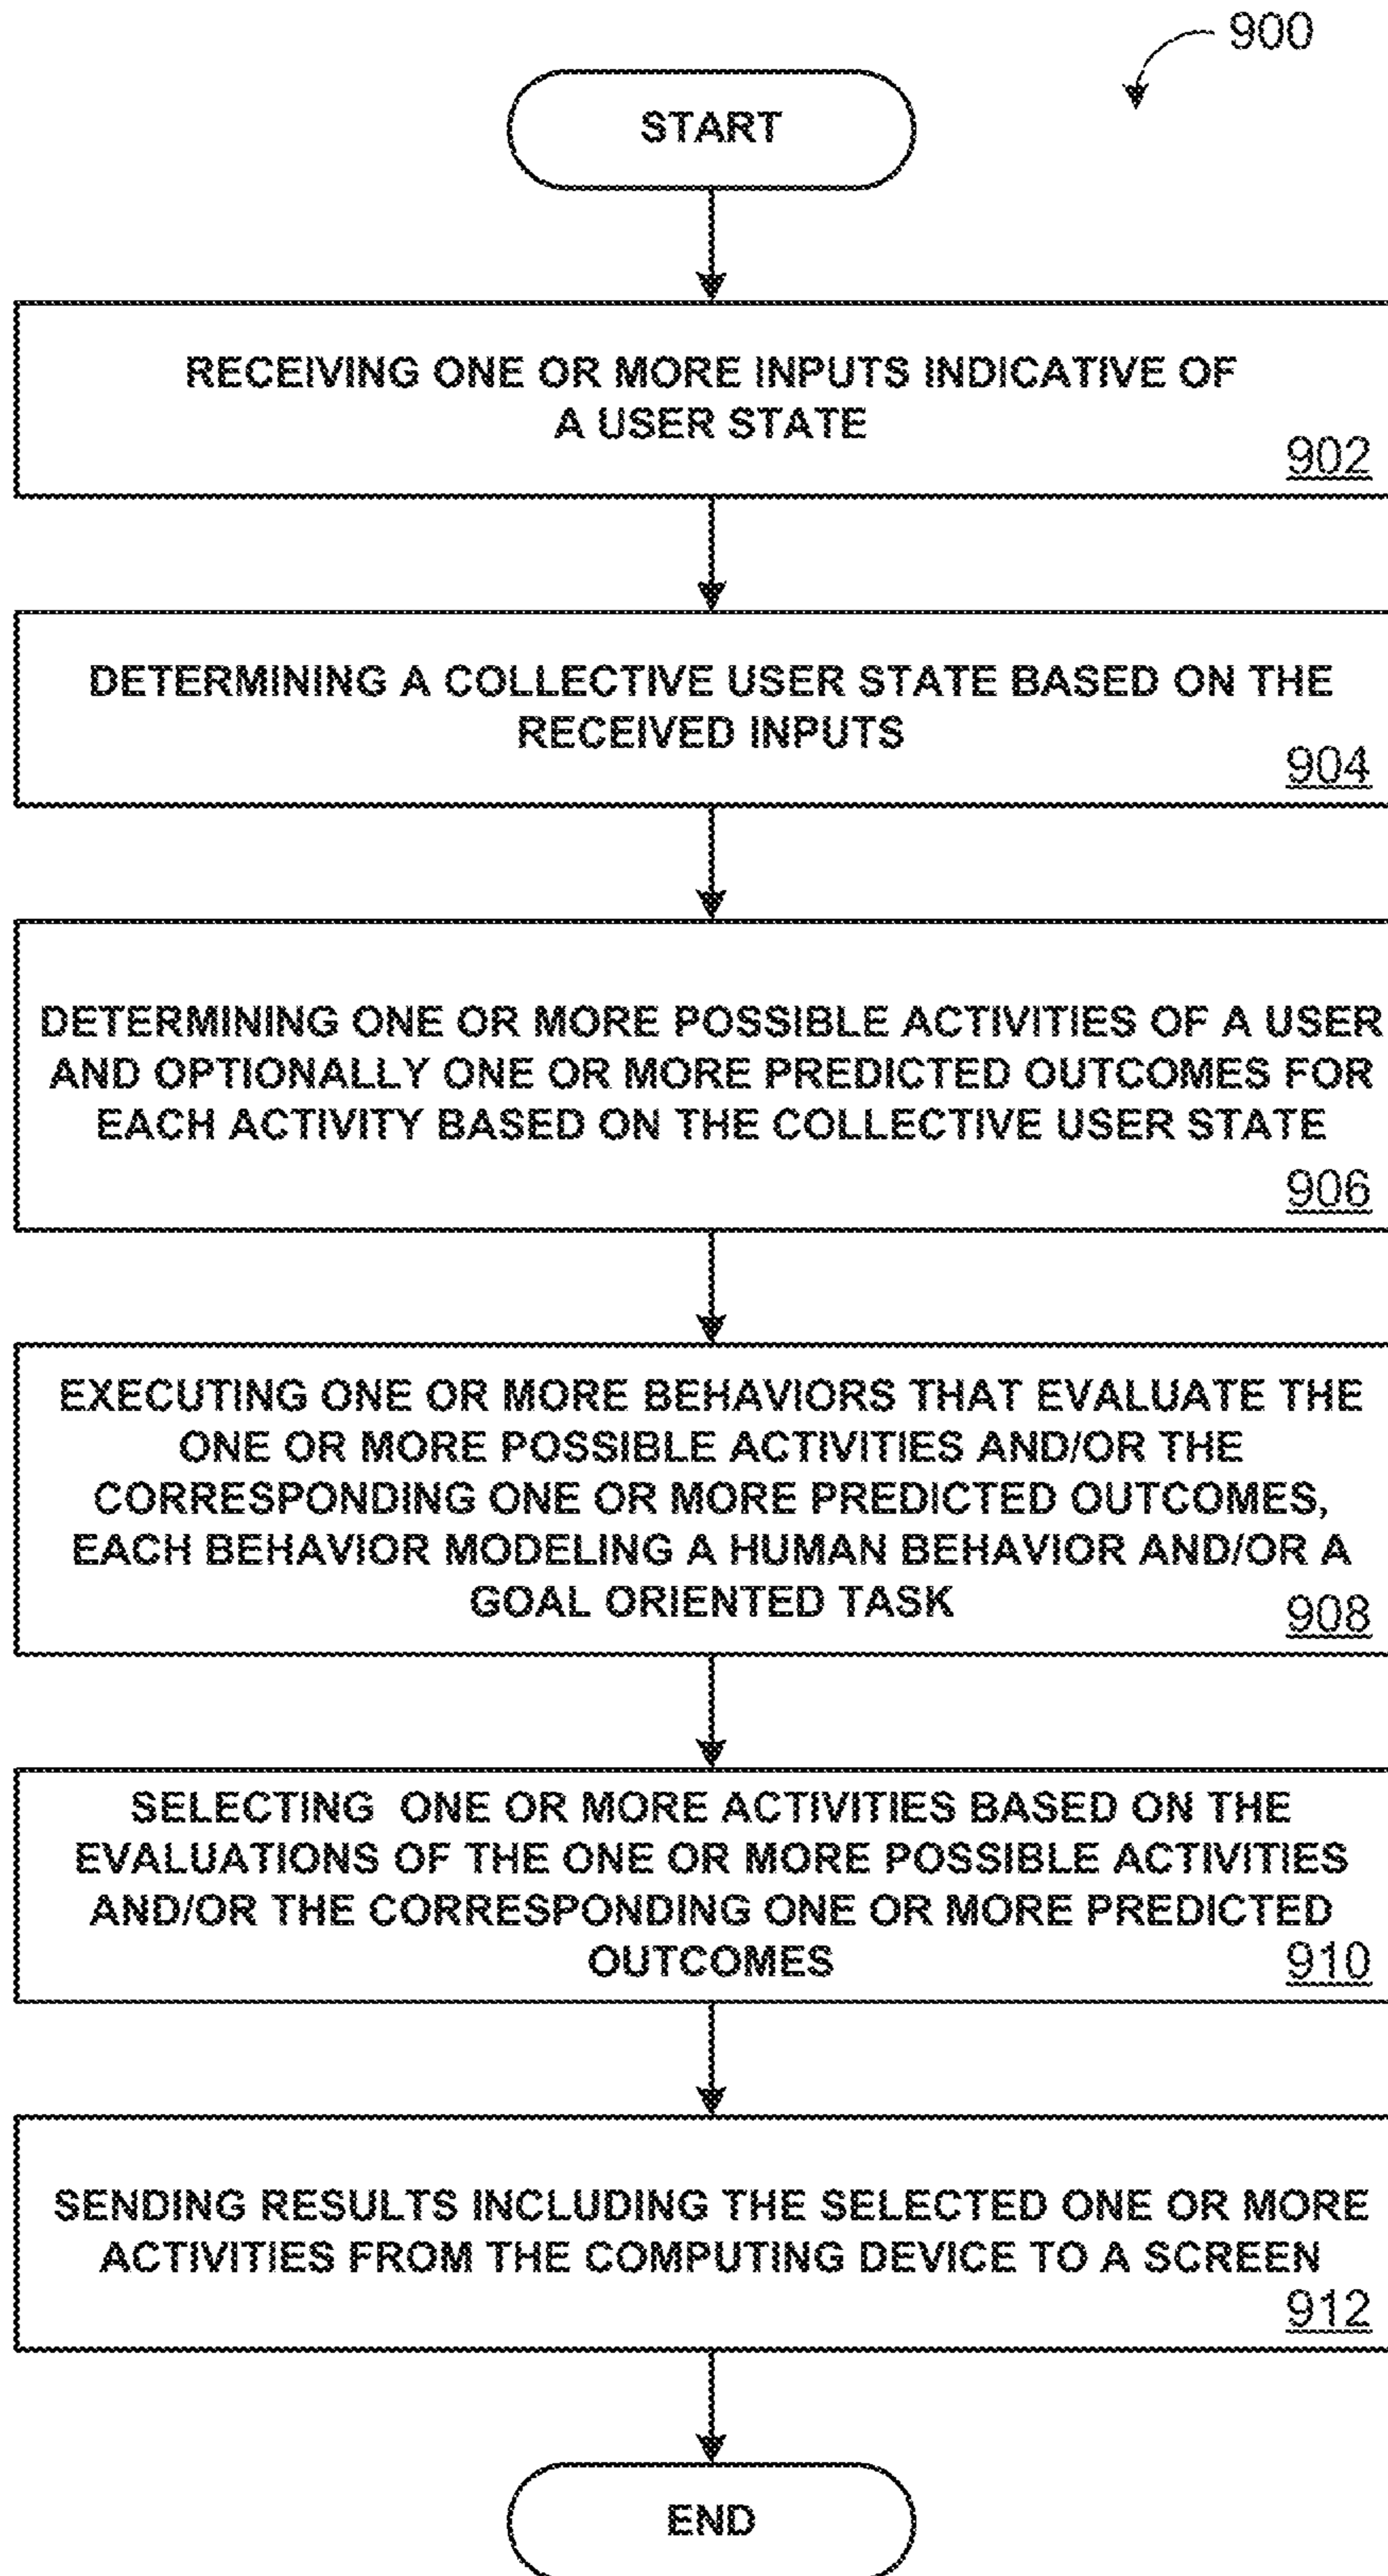 900
START
RECEIVING ONE OR MORE INPUTS INDICATIVE OF
A USER STATE
902
DETERMINING A COLLECTIVE USER STATE BASED ON THE
RECEIVED INPUTS
904
DETERMINING ONE OR MORE POSSIBLE ACTIVITIES OF A USER
AND OPTIONALLY ONE OR MORE PREDICTED OUTCOMES FOR
EACH ACTIVITY BASED ON THE COLLECTIVE USER STATE
906
EXECUTING ONE OR MORE BEHAVIORS THAT EVALUATE THE
ONE OR MORE POSSIBLE ACTIVITIES AND/OR THE
CORRESPONDING ONE OR MORE PREDICTED OUTCOMES,
EACH BEHAVIOR MODELING A HUMAN BEHAVIOR AND/OR A
GOAL ORIENTED TASK
908
SELECTING ONE OR MORE ACTIVITIES BASED ON THE
EVALUATIONS OF THE ONE OR MORE POSSIBLE ACTIVITIES
AND/OR THE CORRESPONDING ONE OR MORE PREDICTED
OUTCOMES
910
SENDING RESULTS INCLUDING THE SELECTED ONE OR MORE
ACTIVITIES FROM THE COMPUTING DEVICE TO A SCREEN
912
END